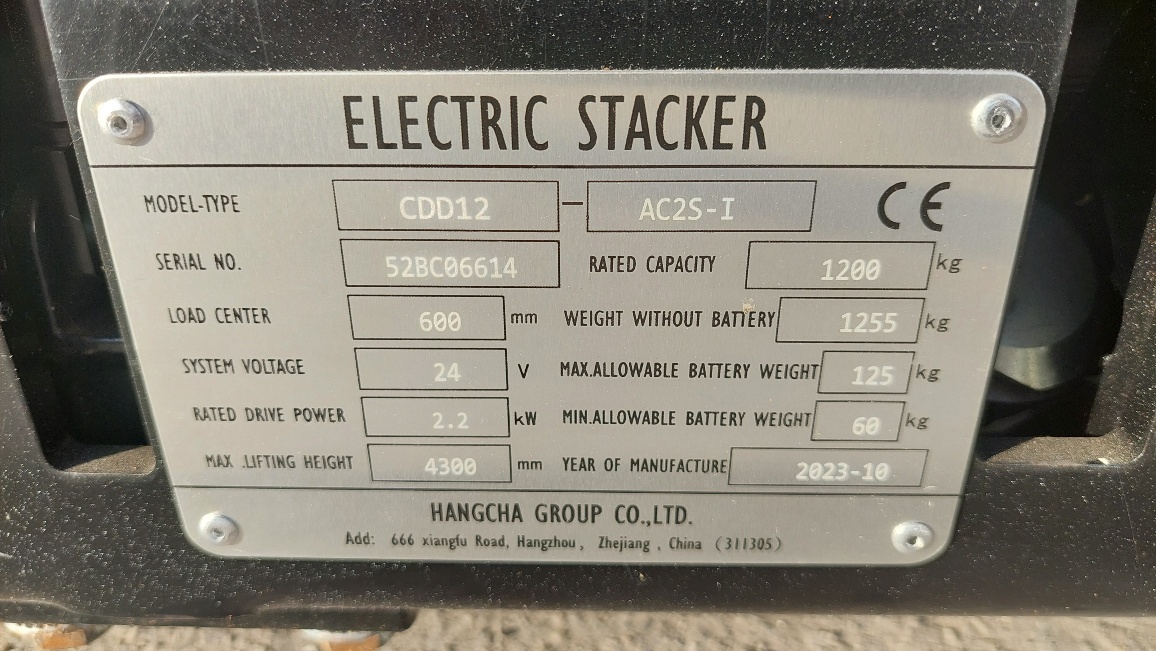 ELECTRIC STACKER
MODEL-TYPE CDD12 — AC2S-I CE
SERIAL NO. 52BC06614 RATED CAPACITY 1200 kg
LOAD CENTER 600 mm WEIGHT WITHOUT BATTERY 1255 kg
SYSTEM VOLTAGE 24 V MAX.ALLOWABLE BATTERY WEIGHT 125 kg
RATED DRIVE POWER 2.2 kW MIN.ALLOWABLE BATTERY WEIGHT 60 kg
MAX .LIFTING HEIGHT 4300 mm YEAR OF MANUFACTURE 2023-10
HANGCHA GROUP CO.,LTD.
Add: 666 xiangfu Road, Hangzhou, Zhejiang , China (311305)